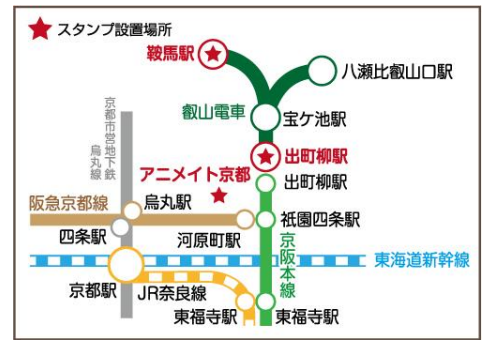 スタンプ設置場所
鞍馬駅
八瀬比叡山口駅
叡山電車
宝ケ池駅
京都市営地下鉄
烏丸線
出町柳駅
アニメイト京都
出町柳駅
阪急京都線
烏丸駅
四条駅
河原町駅
祇園四条駅
京阪本線
東海道新幹線
京都駅
JR奈良線
東福寺駅
東福寺駅